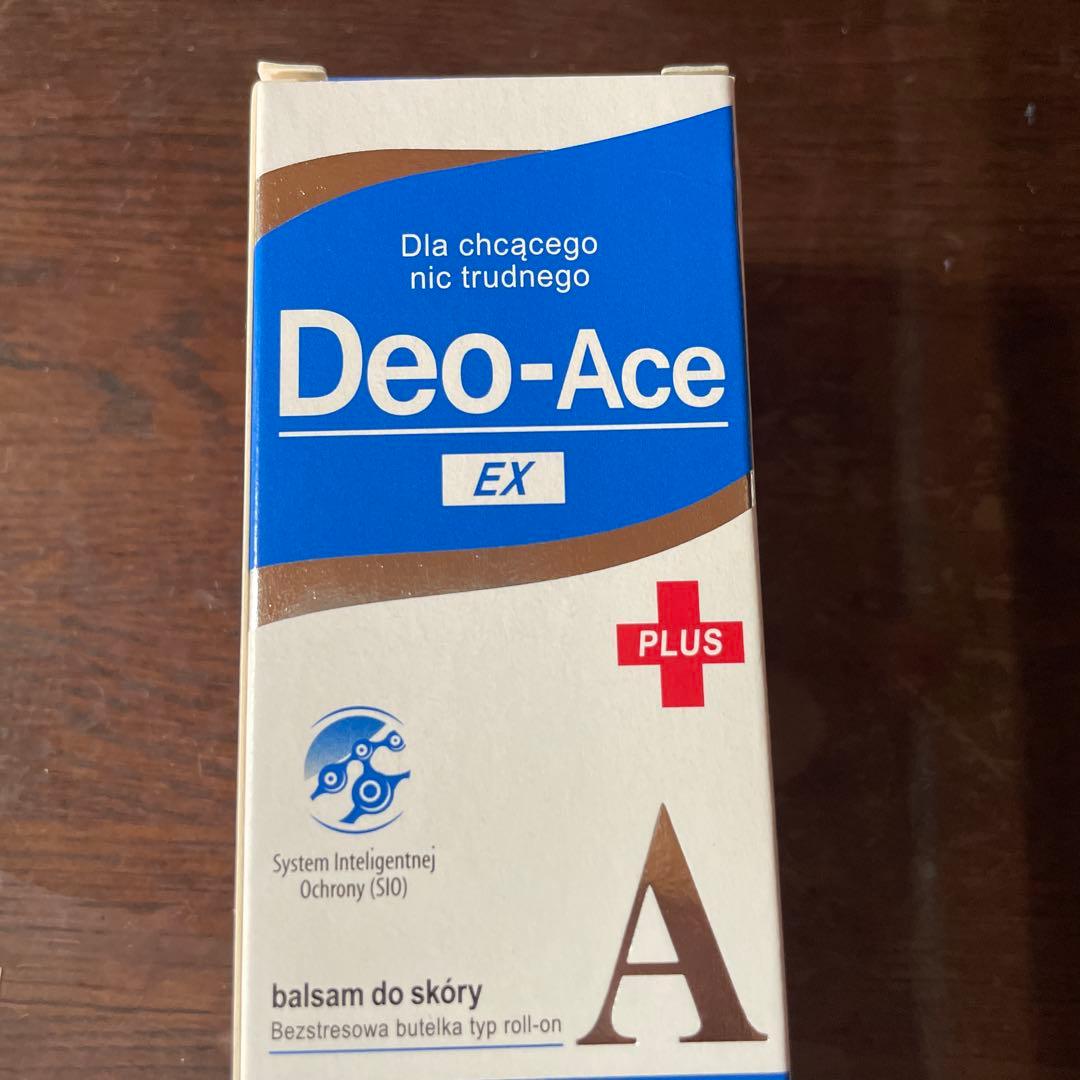 Dla chcącego
nic trudnego
Deo-Ace
EX
PLUS
System Inteligentnej
Ochrony (SIO)
A
balsam do skóry
Bezstresowa butelka typ roll-on